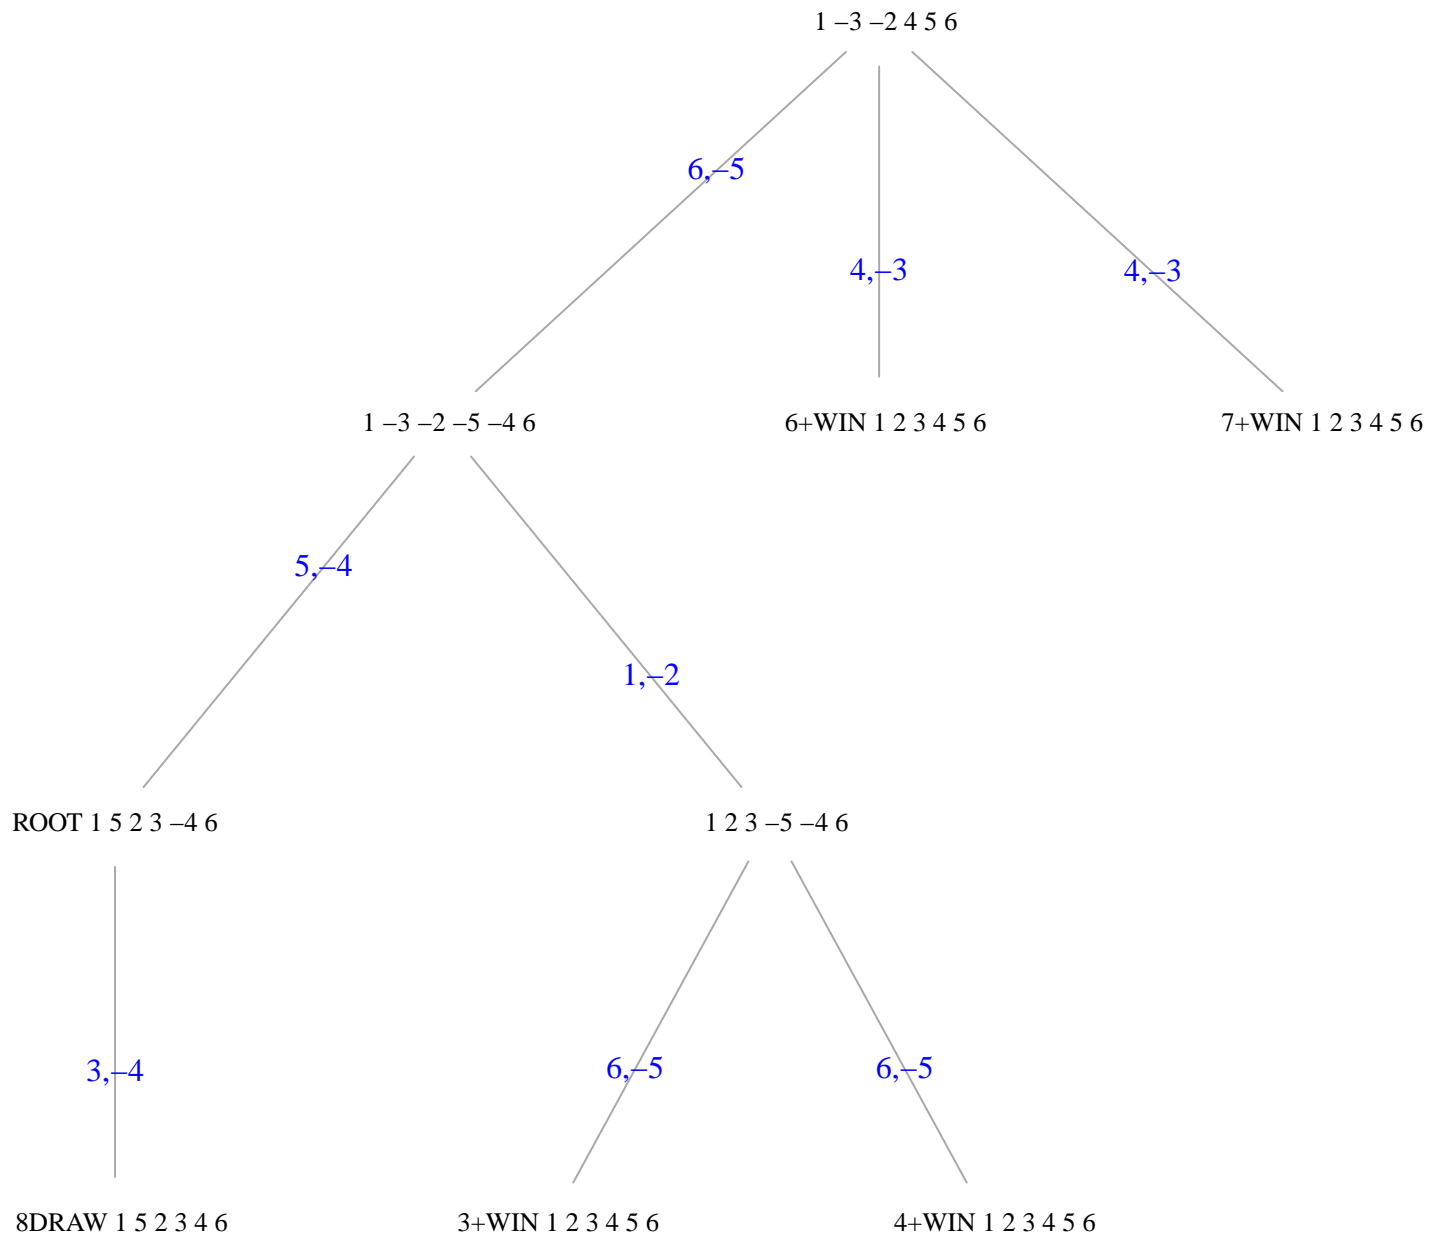 1 –3 –2 4 5 6
6,–5
4,–3
4,–3
1 –3 –2 –5 –4 6
6+WIN 1 2 3 4 5 6
7+WIN 1 2 3 4 5 6
5,–4
1,–2
ROOT 1 5 2 3 –4 6
1 2 3 –5 –4 6
3,–4
6,–5
6,–5
8DRAW 1 5 2 3 4 6
3+WIN 1 2 3 4 5 6
4+WIN 1 2 3 4 5 6